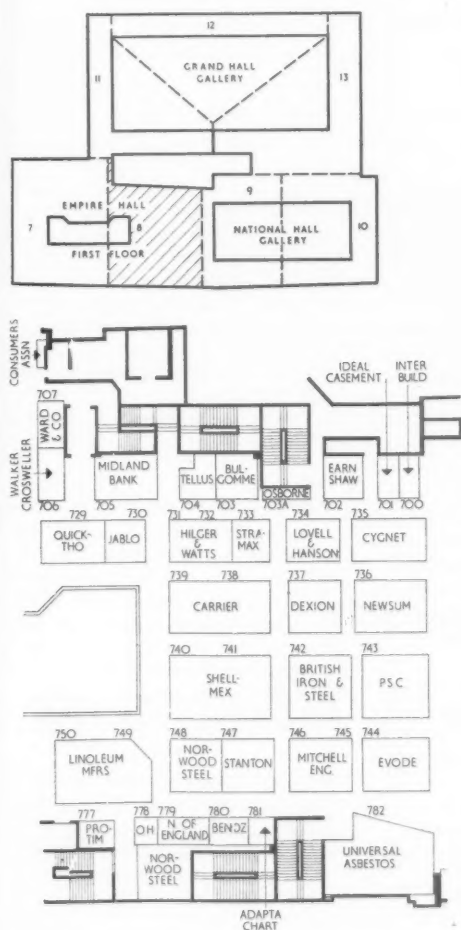 12
11
GRAND HALL
GALLERY
13
EMPIRE HALL
9
7
8
NATIONAL HALL
GALLERY
10
FIRST FLOOR
CONSUMERS
ASSN
IDEAL
CASEMENT
INTER
BUILD
707
WARD
& CO
WALKER
CROSWELLER
706
MIDLAND
BANK
705
TELLUS
704
BUL-
GOMME
703
OSBORNE
703A
EARN
SHAW
702
701
700
729
730
QUICK-
THO
JABLO
731
732
733
HILGER
&
WATTS
STRA-
MAX
734
LOVELL
&
HANSON
735
CYGNET
739
738
CARRIER
737
DEXION
736
NEWSUM
740
741
SHELL-
MEX
742
BRITISH
IRON &
STEEL
743
PSC
750
749
LINOLEUM
MFRS
748
NOR-
WOOD
STEEL
747
STANTON
746
745
MITCHELL
ENG.
744
EVODE
777
PRO-
TIM
778
779
780
781
OH
N. OF
ENGLAND
NOR-
WOOD
STEEL
782
UNIVERSAL
ASBESTOS
ADAPTA
CHART